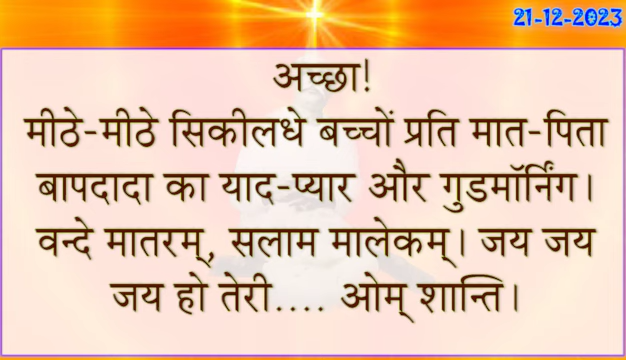 21-12-2023
अच्छा!
मीठे-मीठे सिकीलधे बच्चों प्रति मात-पिता
बापदादा का याद-प्यार और गुडमॉर्निंग।
वन्दे मातरम्, सलाम मालेकम्। जय जय
जय हो तेरी.... ओम् शान्ति।